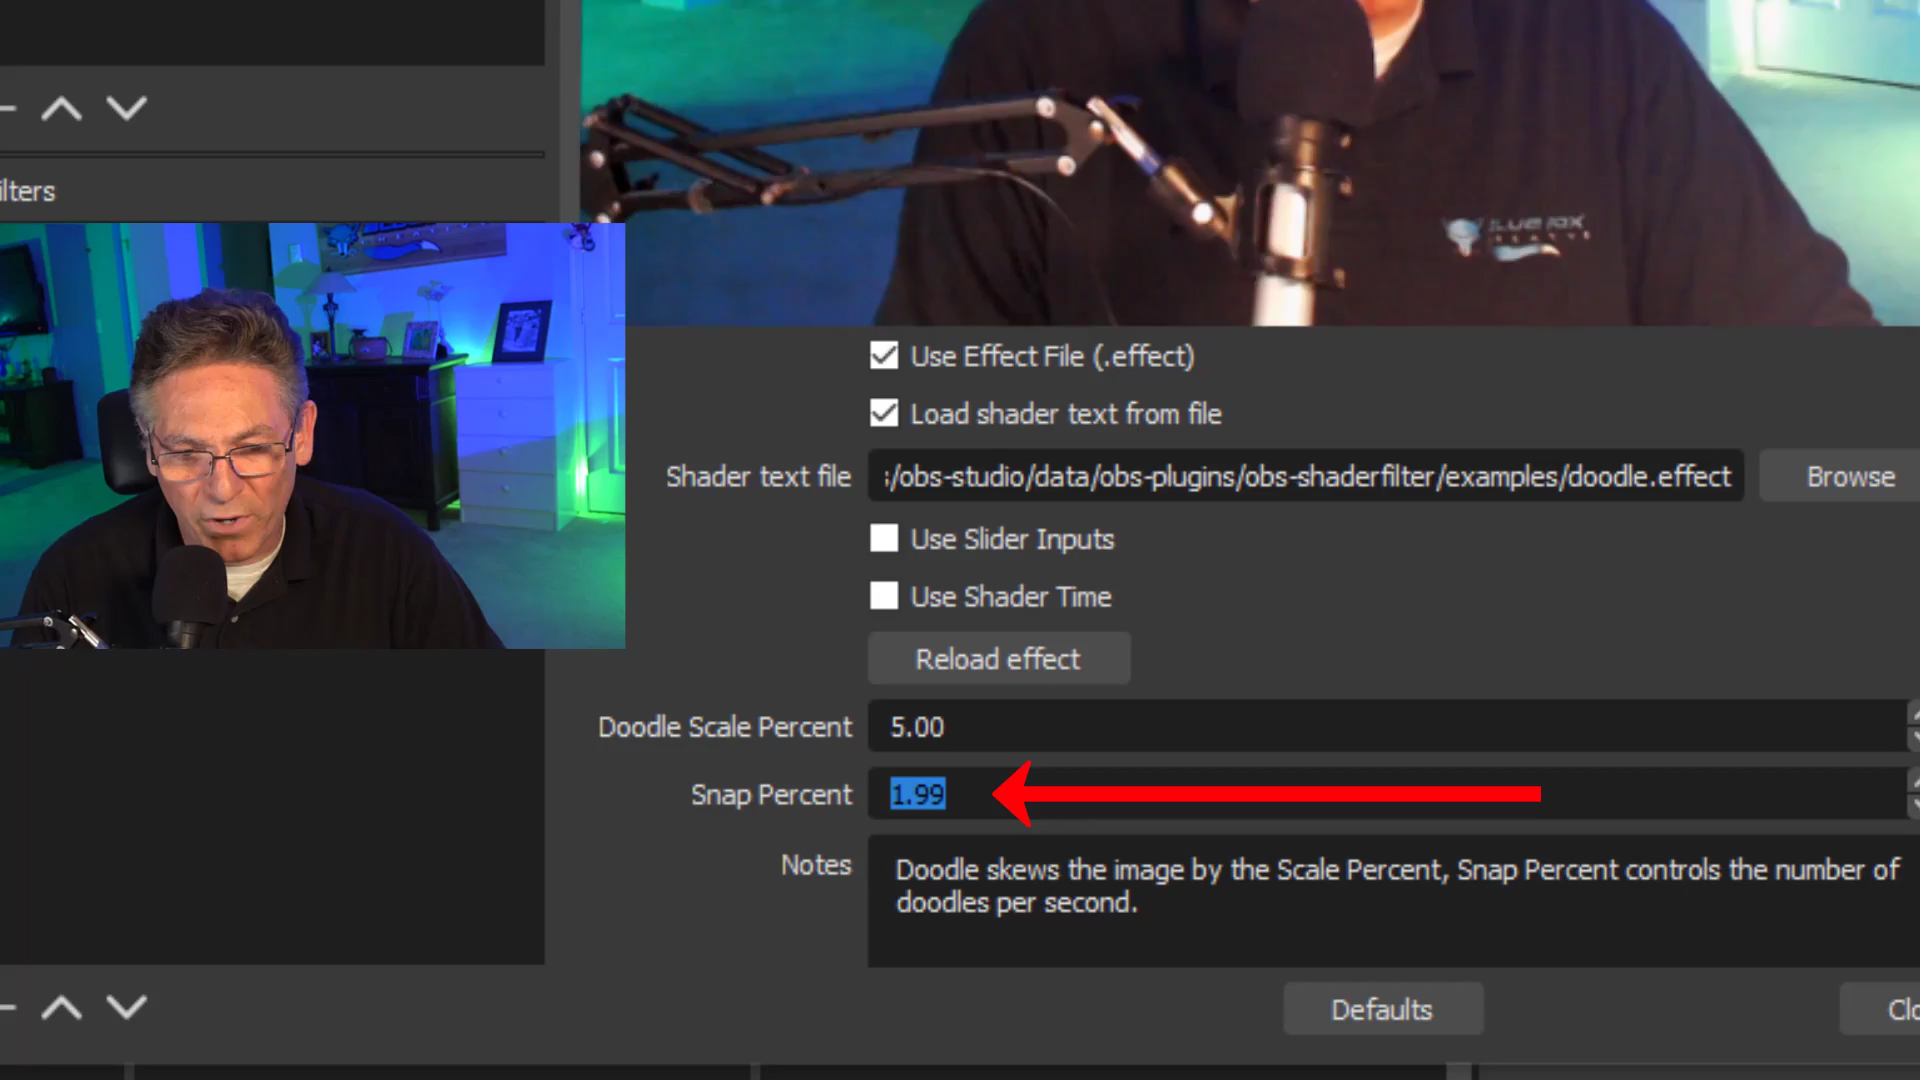 ilters
Use Effect File (.effect)
Load shader text from file
Shader text file
/obs-studio/data/obs-plugins/obs-shaderfilter/examples/doodle.effect
Browse
Use Slider Inputs
Use Shader Time
Reload effect
Doodle Scale Percent
5.00
Snap Percent
1.99
Notes
Doodle skews the image by the Scale Percent, Snap Percent controls the number of
doodles per second.
Defaults
Clo